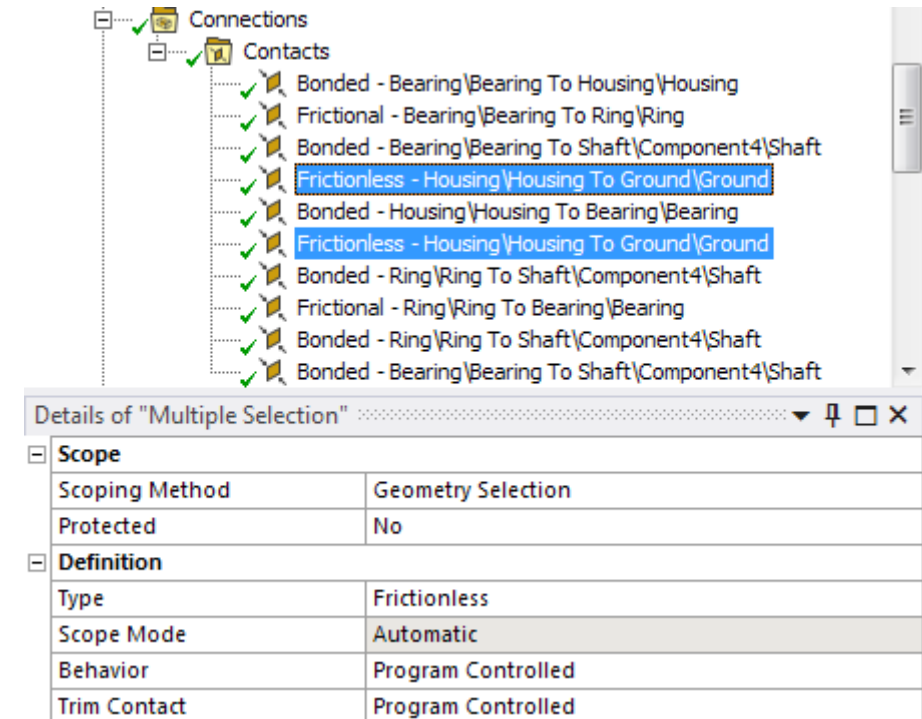 Connections
Contacts
Bonded - Bearing\Bearing To Housing\Housing
Frictional - Bearing\Bearing To Ring\Ring
Bonded - Bearing\Bearing To Shaft\Component4\Shaft
Frictionless - Housing\Housing To Ground\Ground
Bonded - Housing\Housing To Bearing\Bearing
Frictionless - Housing\Housing To Ground\Ground
Bonded - Ring\Ring To Shaft\Component4\Shaft
Frictional - Ring\Ring To Bearing\Bearing
Bonded - Ring\Ring To Shaft\Component4\Shaft
Bonded - Bearing\Bearing To Shaft\Component4\Shaft
Details of "Multiple Selection"
Scope
Scoping Method Geometry Selection
Protected No
Definition
Type Frictionless
Scope Mode Automatic
Behavior Program Controlled
Trim Contact Program Controlled